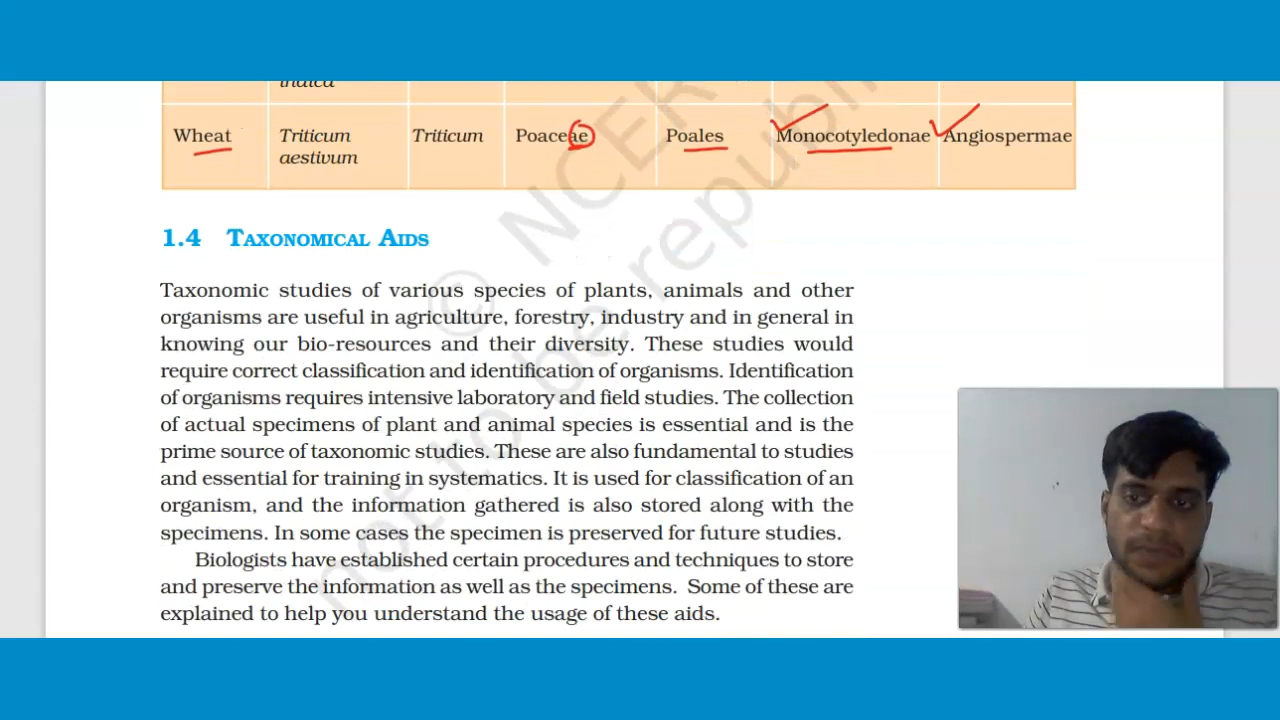 indica
Wheat Triticum Triticum Poaceae Poales Monocotyledonae Angiospermae
aestivum
1.4 TAXONOMICAL AIDS
Taxonomic studies of various species of plants, animals and other
organisms are useful in agriculture, forestry, industry and in general in
knowing our bio-resources and their diversity. These studies would
require correct classification and identification of organisms. Identification
of organisms requires intensive laboratory and field studies. The collection
of actual specimens of plant and animal species is essential and is the
prime source of taxonomic studies. These are also fundamental to studies
and essential for training in systematics. It is used for classification of an
organism, and the information gathered is also stored along with the
specimens. In some cases the specimen is preserved for future studies.
Biologists have established certain procedures and techniques to store
and preserve the information as well as the specimens. Some of these are
explained to help you understand the usage of these aids.
© NCER
not to be republi